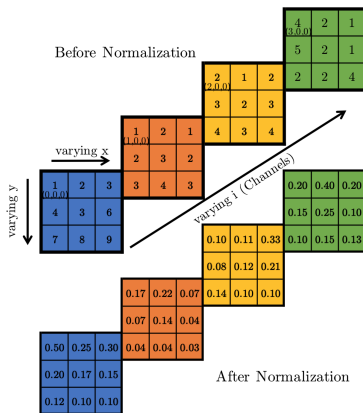 Before Normalization
4 2 1
(3,0,0)
5 2 1
2 2 4
2 1 2
(2,0,0)
3 2 3
4 3 4
1 2 1
(1,0,0)
2 3 2
3 4 3
varying x
1 2 3
(0,0,0)
4 3 6
7 8 9
varying y
varying i (Channels)
0.20 0.40 0.20
0.15 0.25 0.10
0.10 0.15 0.13
0.10 0.11 0.33
0.08 0.12 0.21
0.14 0.10 0.10
0.17 0.22 0.07
0.07 0.14 0.04
0.04 0.04 0.03
0.50 0.25 0.30
0.20 0.17 0.15
0.12 0.10 0.10
After Normalization